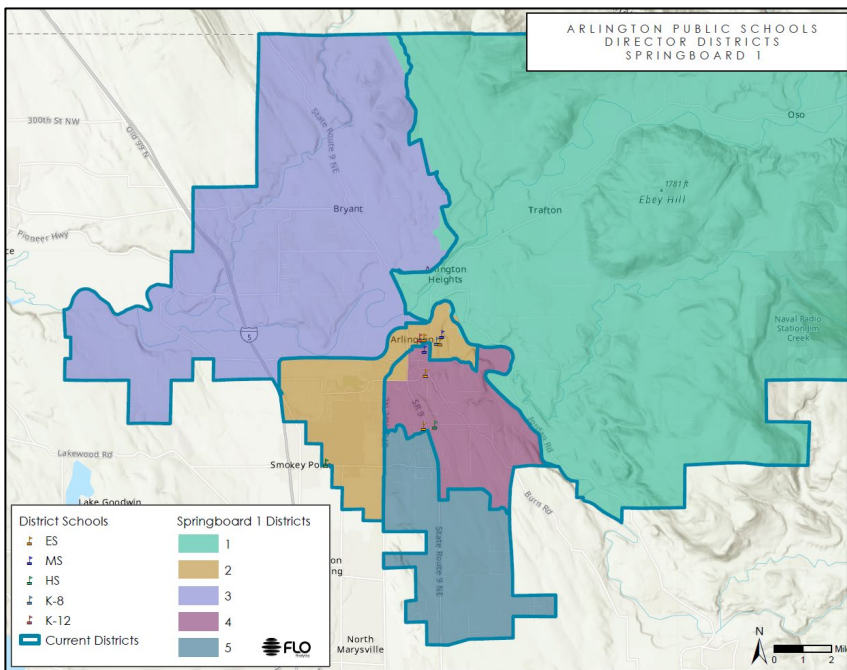 ARLINGTON PUBLIC SCHOOLS
DIRECTOR DISTRICTS
SPRINGBOARD 1
300th St NW
Old 99 N
State Route 9 NE
Oso
1781 ft
Ebey Hill
Bryant
Trafton
Pioneer Hwy
Arlington
Heights
Naval Radio
Station Jim
Creek
5
Arlington
SR 9
Jordan Rd
Lakewood Rd
Smokey Point
Lake Goodwin
Burn Rd
State Route 9 NE
North
Marysville
District Schools
ES
MS
HS
K-8
K-12
Current Districts
Springboard 1 Districts
1
2
3
4
5
FLO
N
0 1 2 Mile